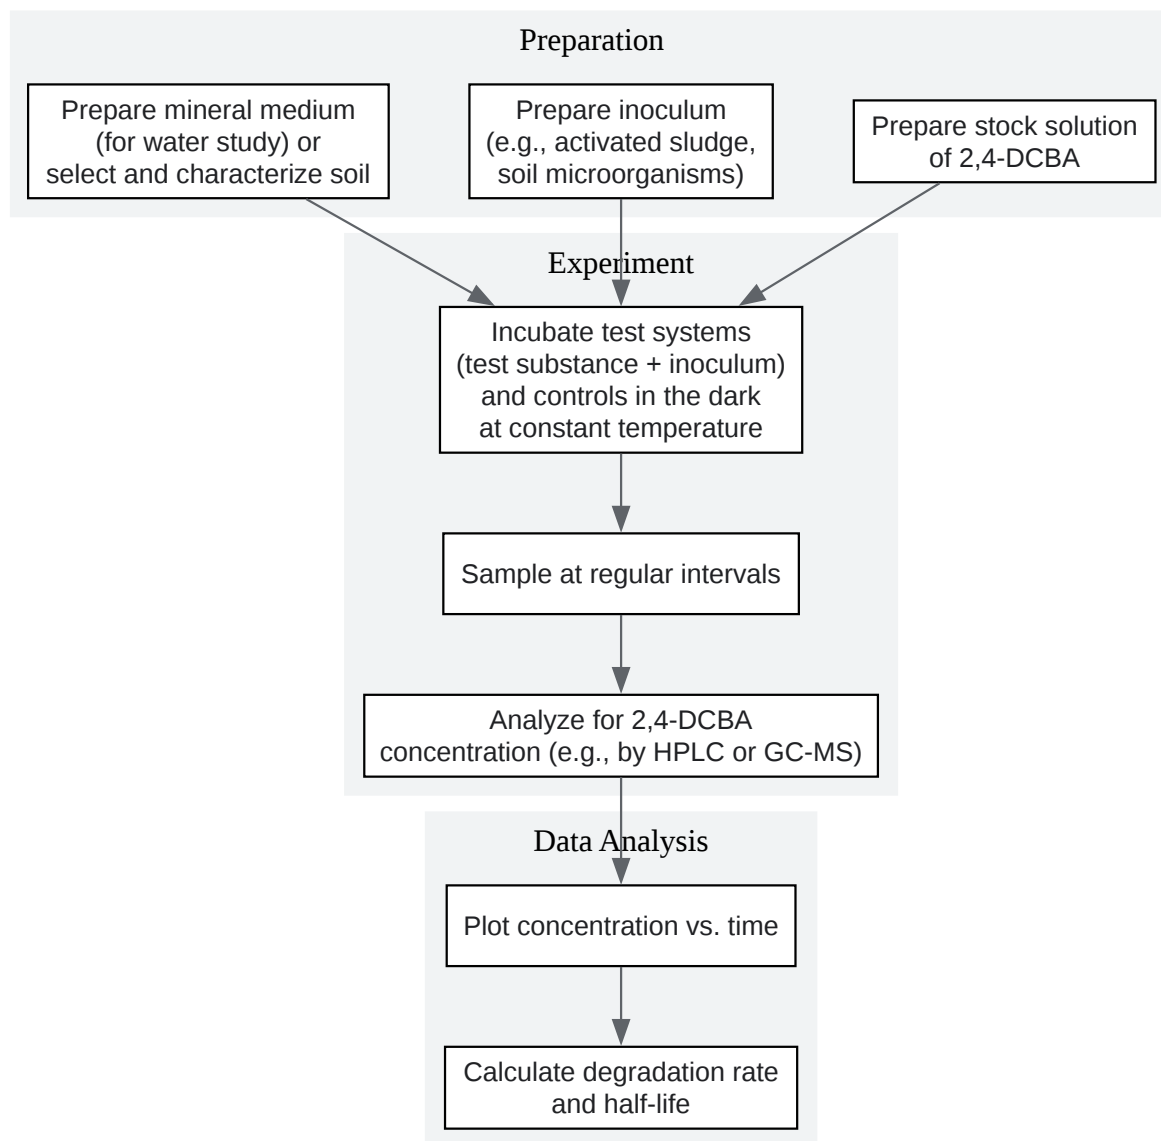 Preparation
Prepare mineral medium
(for water study) or
select and characterize soil
Prepare inoculum
(e.g., activated sludge,
soil microorganisms)
Prepare stock solution
of 2,4-DCBA
Experiment
Incubate test systems
(test substance + inoculum)
and controls in the dark
at constant temperature
Sample at regular intervals
Analyze for 2,4-DCBA
concentration (e.g., by HPLC or GC-MS)
Data Analysis
Plot concentration vs. time
Calculate degradation rate
and half-life